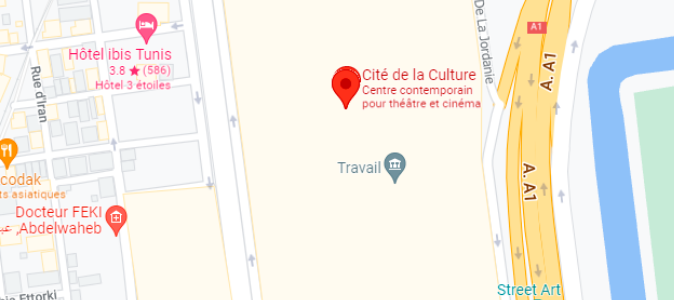 Hôtel ibis Tunis
3.8 ★ (586)
Hôtel 3 étoiles
Rue d'Iran
Cité de la Culture
Centre contemporain
pour théâtre et cinéma
Travail
De La Jordanie
A1
A. A1
A. A1
codak
ts asiatiques
Docteur FEKI
Abdelwaheb,
Ettorki
Street Art